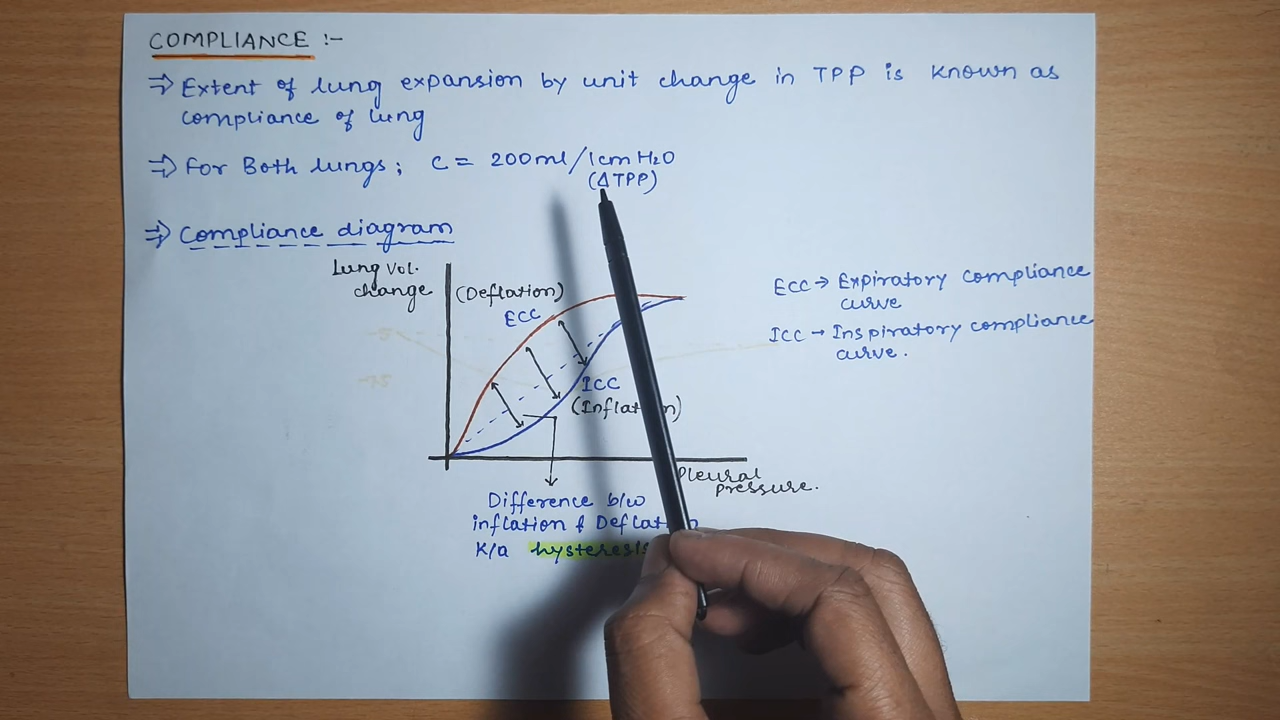 COMPLIANCE :-
⇒ Extent of lung expansion by unit change in TPP is known as
compliance of lung
⇒ For Both lungs; C = 200ml/1cm H2O
(ΔTPP)
⇒ Compliance diagram
Lung Vol.
change
(Deflation)
ECC
ICC
(Inflation)
Pleural
pressure.
Difference b/w
inflation & Deflation
K/a hysteresis
ECC → Expiratory compliance
curve
ICC → Inspiratory compliance
curve.